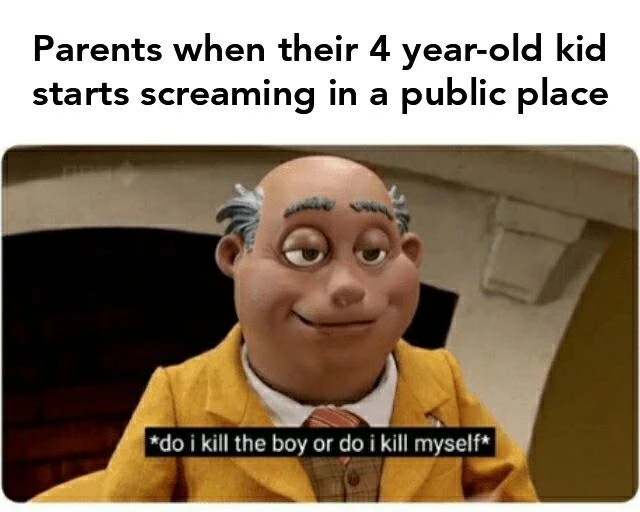 Parents when their 4 year-old kid
starts screaming in a public place
*do i kill the boy or do i kill myself*